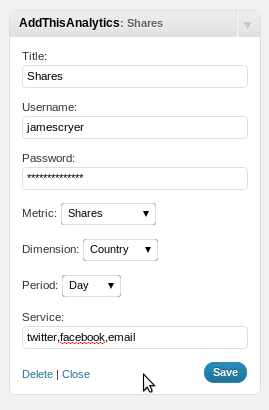 AddThisAnalytics: Shares
Title:
Shares
Username:
jamescryer
Password:
**************
Metric: Shares
Dimension: Country
Period: Day
Service:
twitter,facebook,email
Delete | Close Save